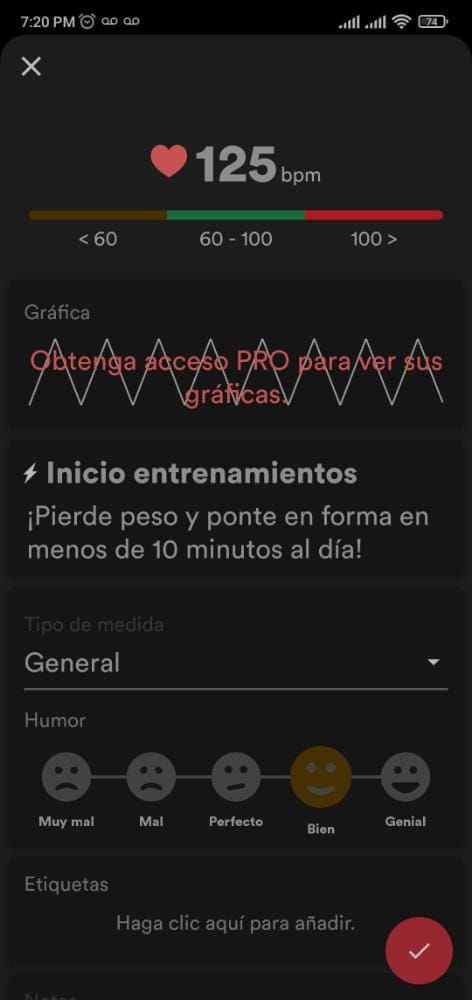 7:20 PM
74
125 bpm
< 60
60 - 100
100 >
Gráfica
Obtenga acceso PRO para ver sus
gráficas.
Inicio entrenamientos
¡Pierde peso y ponte en forma en
menos de 10 minutos al día!
Tipo de medida
General
Humor
Muy mal
Mal
Perfecto
Bien
Genial
Etiquetas
Haga clic aquí para añadir.
Notas